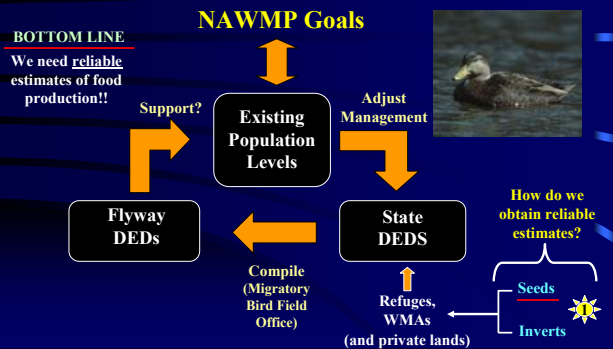 NAWMP Goals
BOTTOM LINE
We need reliable
estimates of food
production!!
Support?
Existing
Population
Levels
Adjust
Management
Flyway
DEDs
State
DEDS
How do we
obtain reliable
estimates?
Compile
(Migratory
Bird Field
Office)
Refuges,
WMAs
(and private lands)
Seeds
1
Inverts